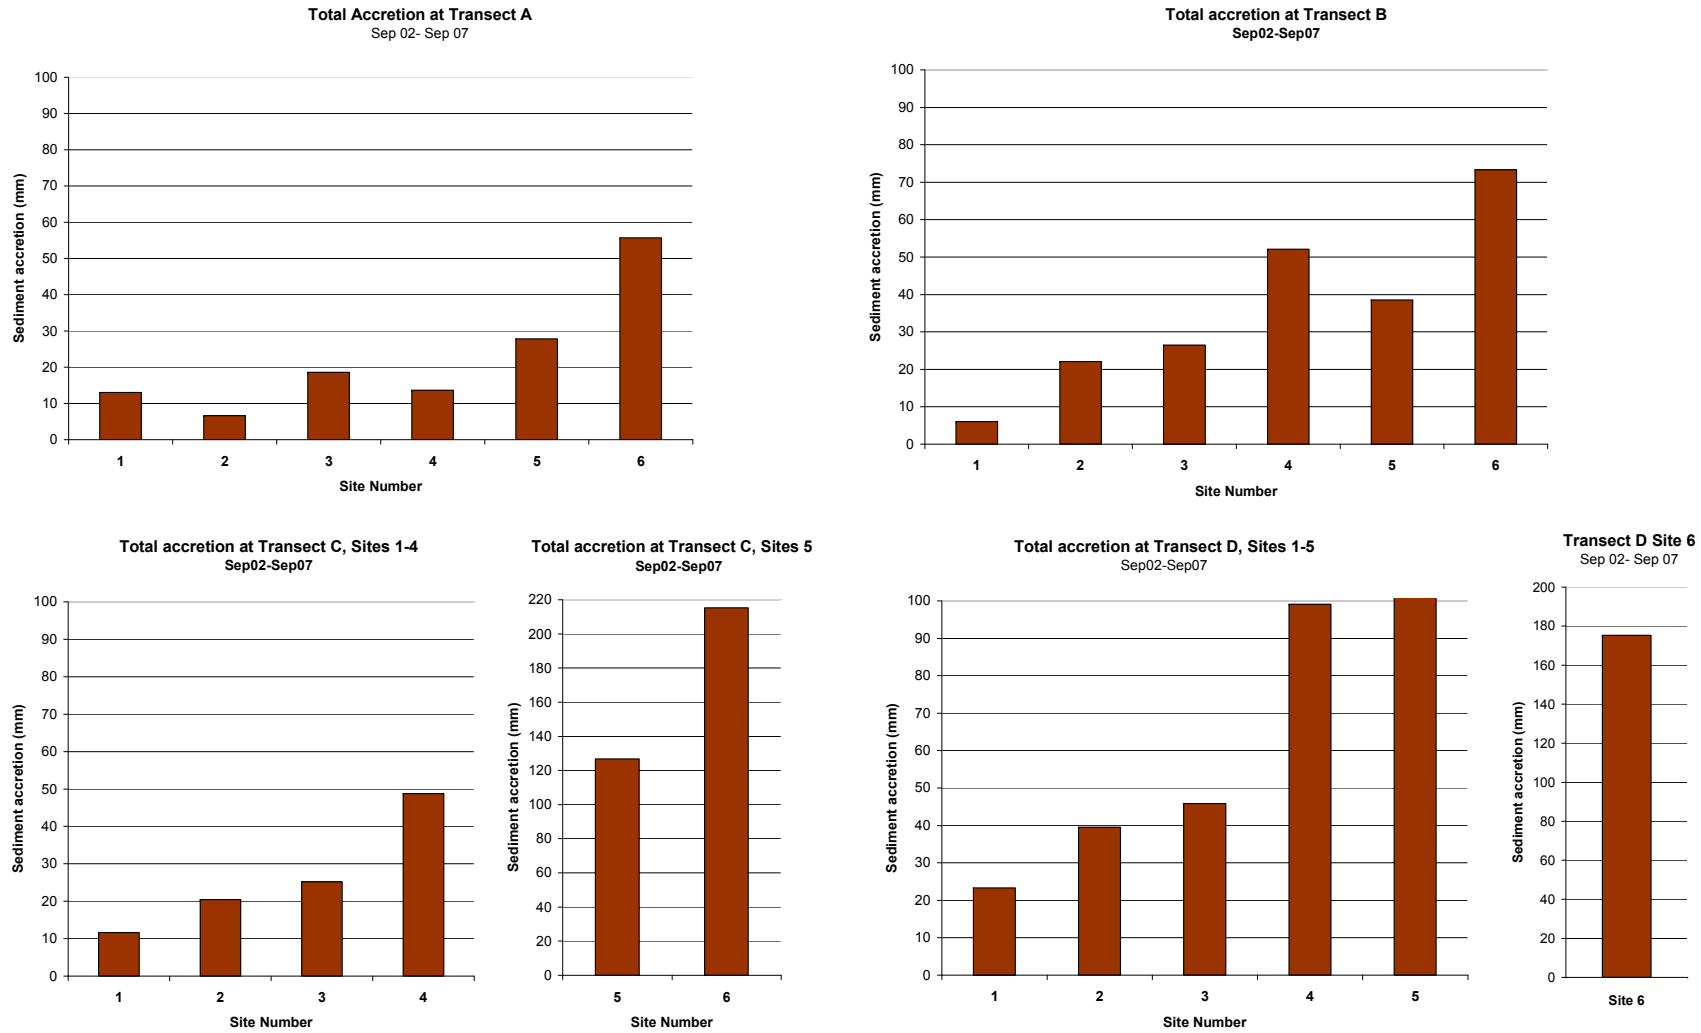 Total Accretion at Transect A
Sep 02- Sep 07
100
90
80
70
60
50
40
30
20
10
0
Sediment accretion (mm)
1 2 3 4 5 6
Site Number
Total accretion at Transect B
Sep02-Sep07
100
90
80
70
60
50
40
30
20
10
0
Sediment accretion (mm)
1 2 3 4 5 6
Site Number
Total accretion at Transect C, Sites 1-4
Sep02-Sep07
100
90
80
70
60
50
40
30
20
10
0
Sediment accretion (mm)
1 2 3 4
Site Number
Total accretion at Transect C, Sites 5
Sep02-Sep07
220
200
180
160
140
120
100
80
60
40
20
0
Sediment accretion (mm)
5 6
Site Number
Total accretion at Transect D, Sites 1-5
Sep02-Sep07
100
90
80
70
60
50
40
30
20
10
0
Sediment accretion (mm)
1 2 3 4 5
Site Number
Transect D Site 6
Sep 02- Sep 07
200
180
160
140
120
100
80
60
40
20
0
Sediment accretion (mm)
Site 6